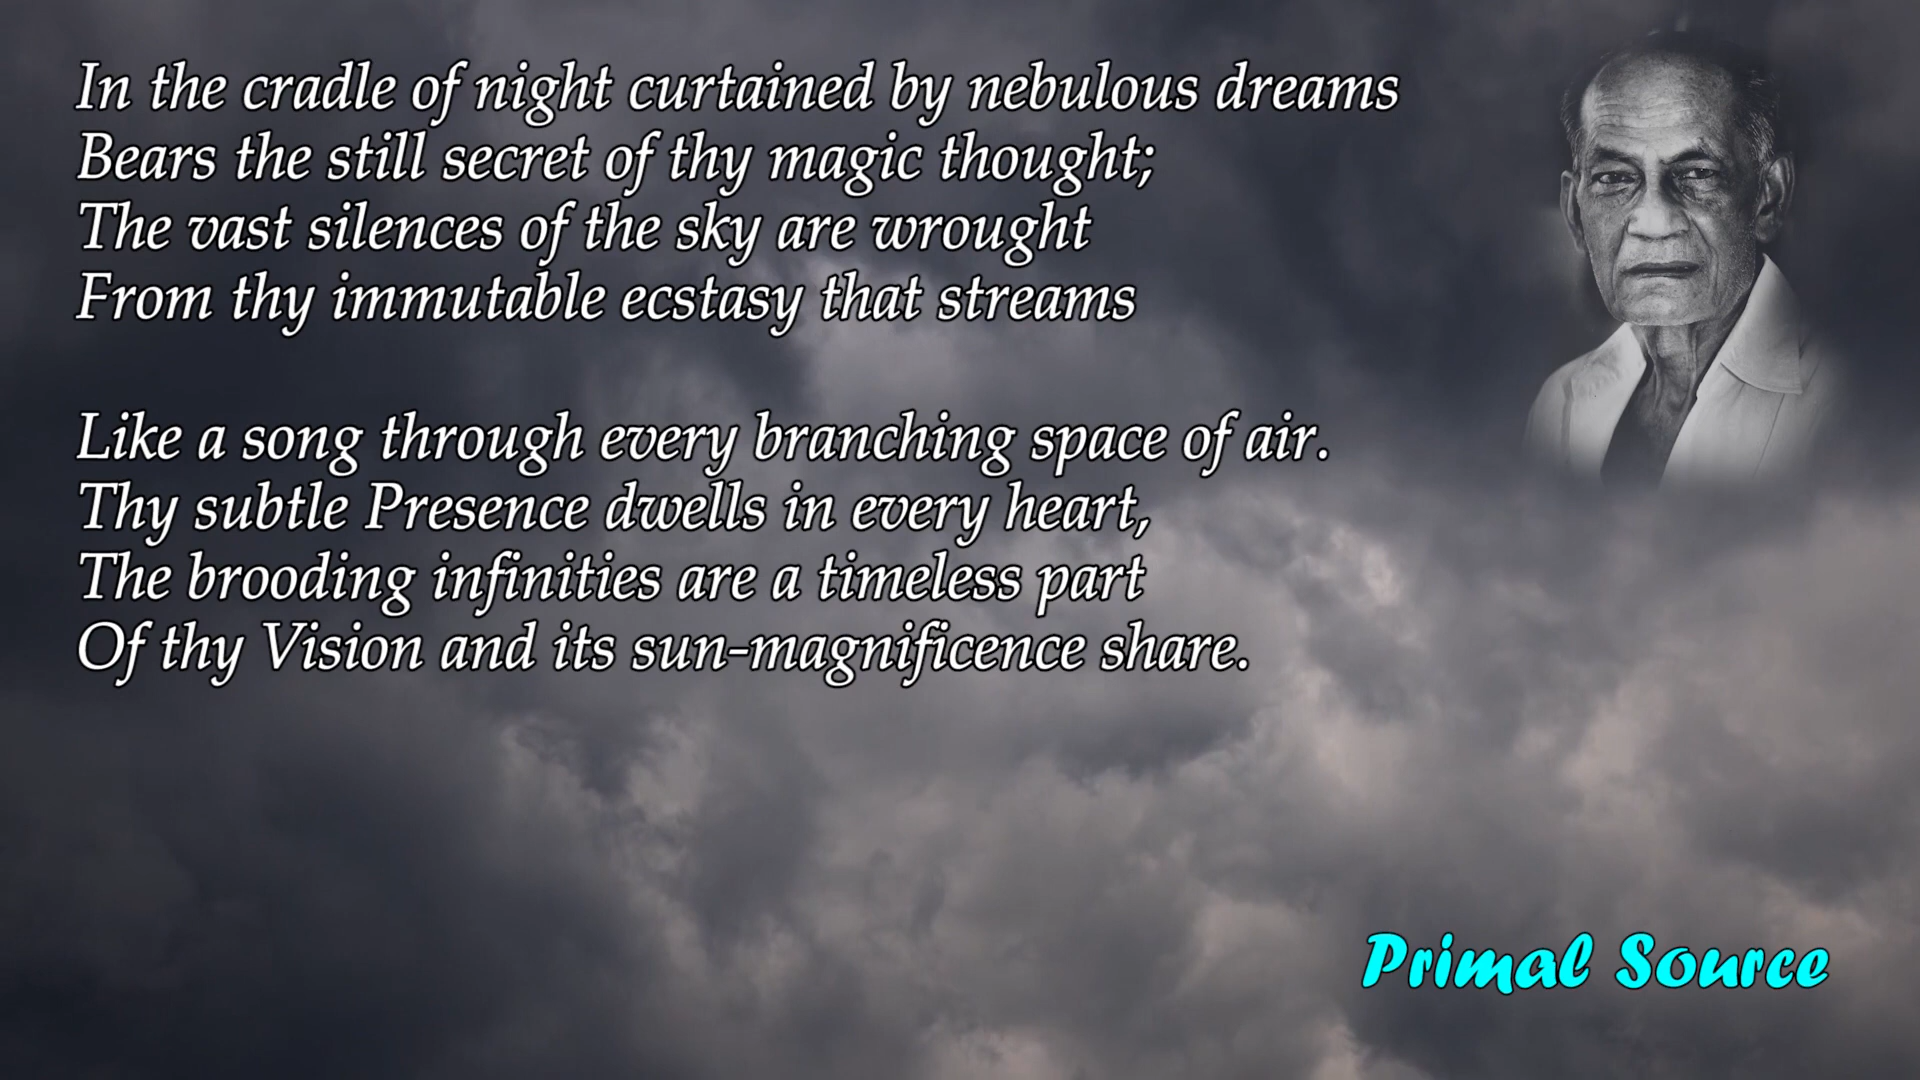 In the cradle of night curtained by nebulous dreams
Bears the still secret of thy magic thought;
The vast silences of the sky are wrought
From thy immutable ecstasy that streams
Like a song through every branching space of air.
Thy subtle Presence dwells in every heart,
The brooding infinities are a timeless part
Of thy Vision and its sun-magnificence share.
Primal Source